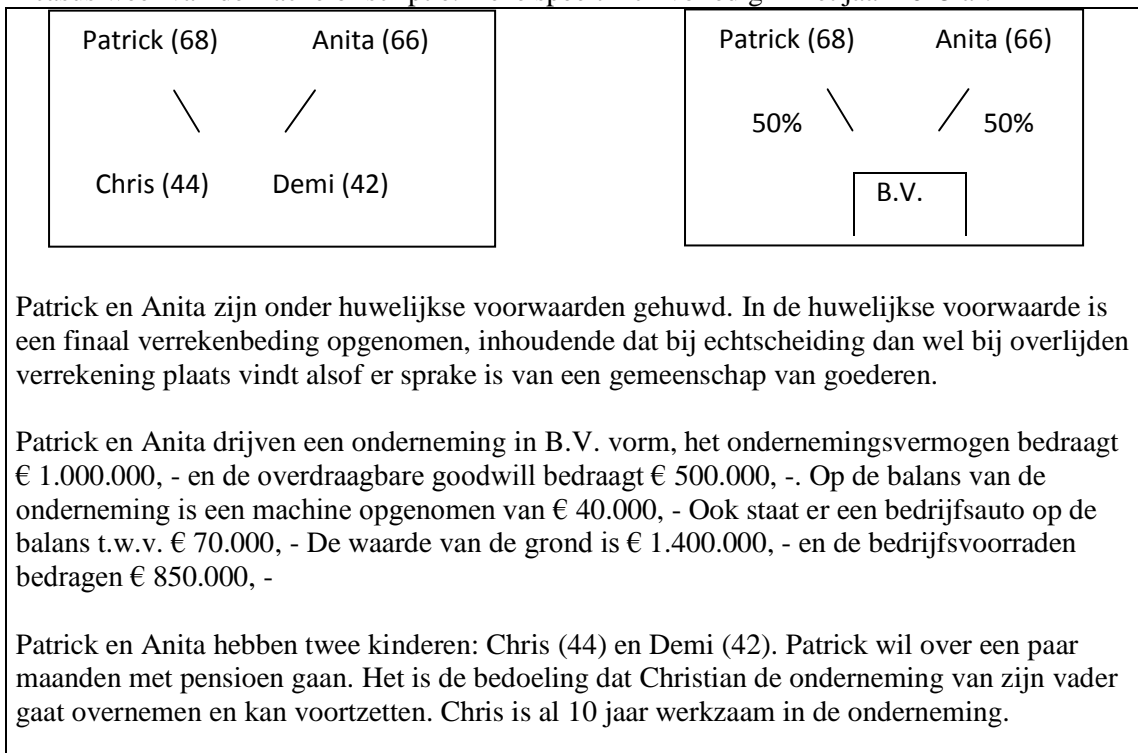 Patrick (68) Anita (66)
Chris (44) Demi (42)
Patrick (68) Anita (66)
50% 50%
B.V.
Patrick en Anita zijn onder huwelijkse voorwaarden gehuwd. In de huwelijkse voorwaarde is
een finaal verrekenbeding opgenomen, inhoudende dat bij echtscheiding dan wel bij overlijden
verrekening plaats vindt alsof er sprake is van een gemeenschap van goederen.
Patrick en Anita drijven een onderneming in B.V. vorm, het ondernemingsvermogen bedraagt
€ 1.000.000, - en de overdraagbare goodwill bedraagt € 500.000, -. Op de balans van de
onderneming is een machine opgenomen van € 40.000, - Ook staat er een bedrijfsauto op de
balans t.w.v. € 70.000, - De waarde van de grond is € 1.400.000, - en de bedrijfsvoorraden
bedragen € 850.000, -
Patrick en Anita hebben twee kinderen: Chris (44) en Demi (42). Patrick wil over een paar
maanden met pensioen gaan. Het is de bedoeling dat Christian de onderneming van zijn vader
gaat overnemen en kan voortzetten. Chris is al 10 jaar werkzaam in de onderneming.